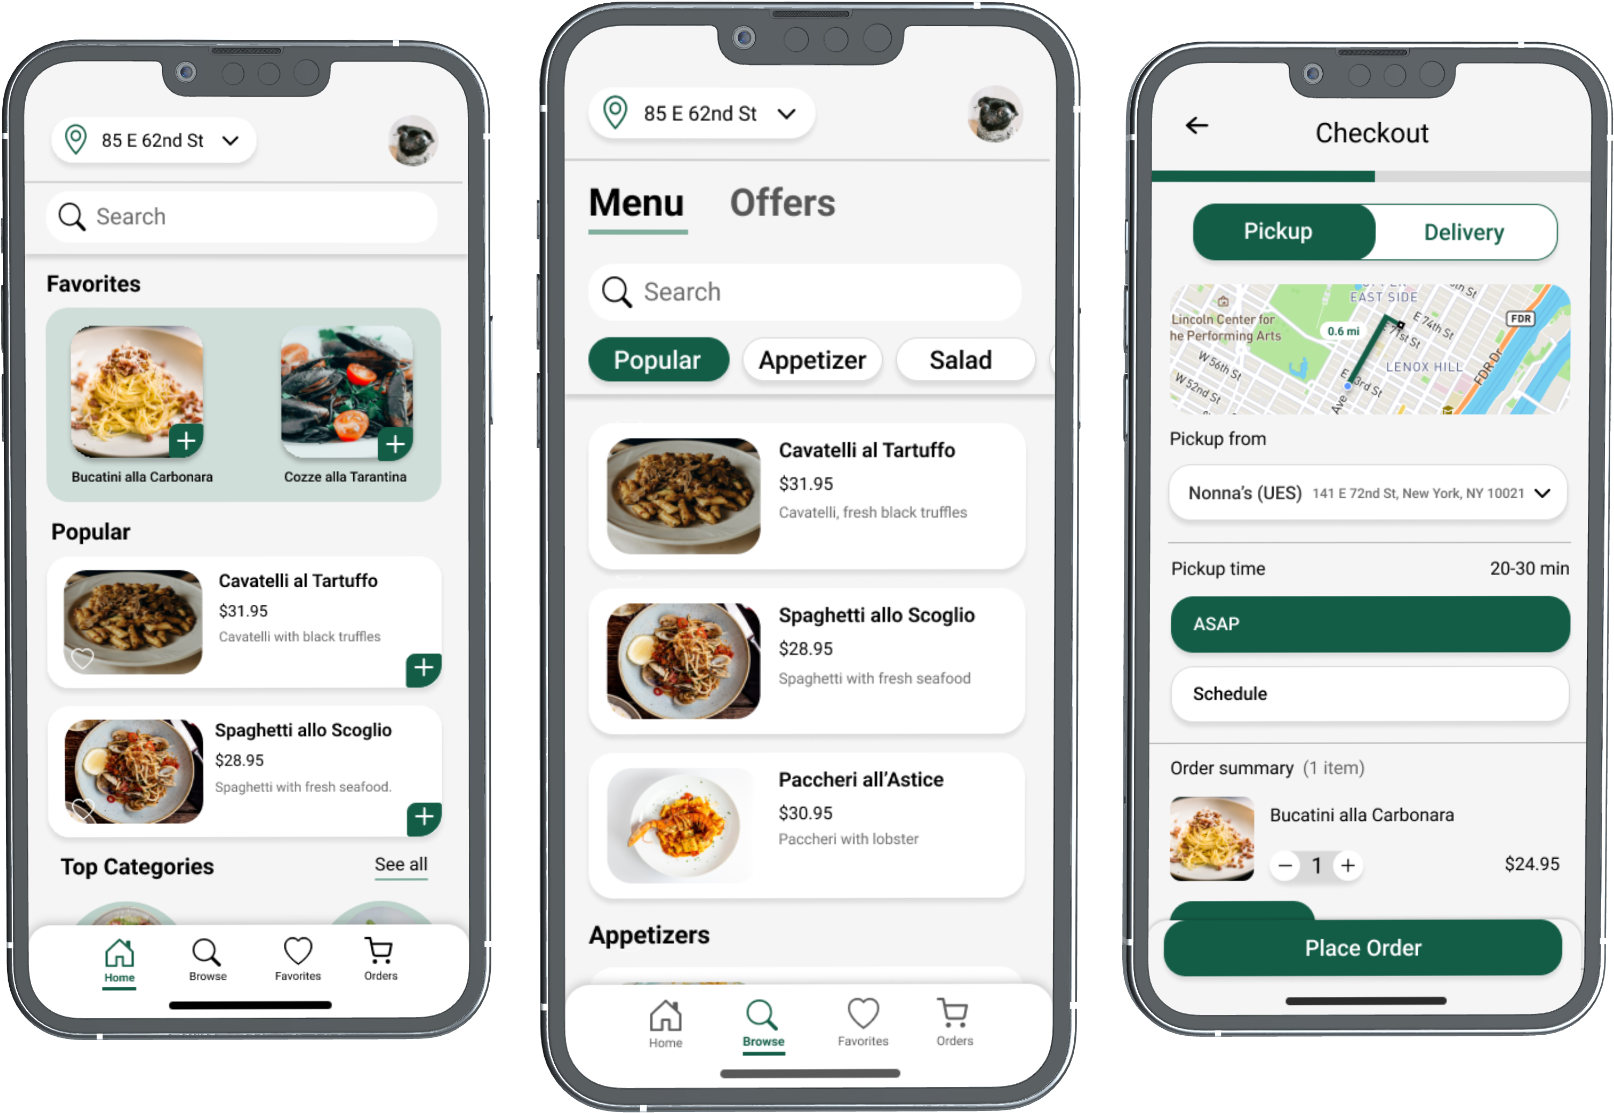 85 E 62nd St
Search
Favorites
Bucatini alla Carbonara
Cozze alla Tarantina
Popular
Cavatelli al Tartuffo
$31.95
Cavatelli with black truffles
Spaghetti allo Scoglio
$28.95
Spaghetti with fresh seafood.
Top Categories
See all
Home
Browse
Favorites
Orders
85 E 62nd St
Menu
Offers
Search
Popular
Appetizer
Salad
Cavatelli al Tartuffo
$31.95
Cavatelli, fresh black truffles
Spaghetti allo Scoglio
$28.95
Spaghetti with fresh seafood
Paccheri all’Astice
$30.95
Paccheri with lobster
Appetizers
Home
Browse
Favorites
Orders
Checkout
Pickup
Delivery
EAST SIDE
Lincoln Center for
he Performing Arts
0.6 mi
E 74th St
FDR
W 56th St
LENOX HILL
FDR Dr
W 52nd St
Ave
Pickup from
Nonna’s (UES) 141 E 72nd St, New York, NY 10021
Pickup time
20-30 min
ASAP
Schedule
Order summary (1 item)
Bucatini alla Carbonara
1
$24.95
Place Order